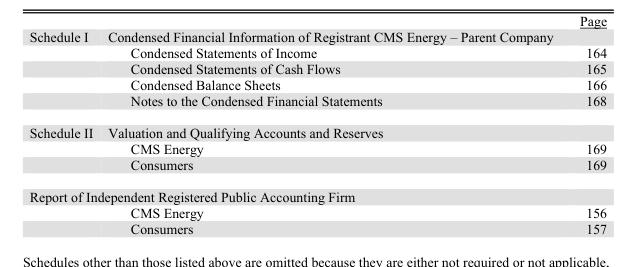 Page
Schedule I Condensed Financial Information of Registrant CMS Energy – Parent Company
Condensed Statements of Income 164
Condensed Statements of Cash Flows 165
Condensed Balance Sheets 166
Notes to the Condensed Financial Statements 168
Schedule II Valuation and Qualifying Accounts and Reserves
CMS Energy 169
Consumers 169
Report of Independent Registered Public Accounting Firm
CMS Energy 156
Consumers 157
Schedules other than those listed above are omitted because they are either not required or not applicable,